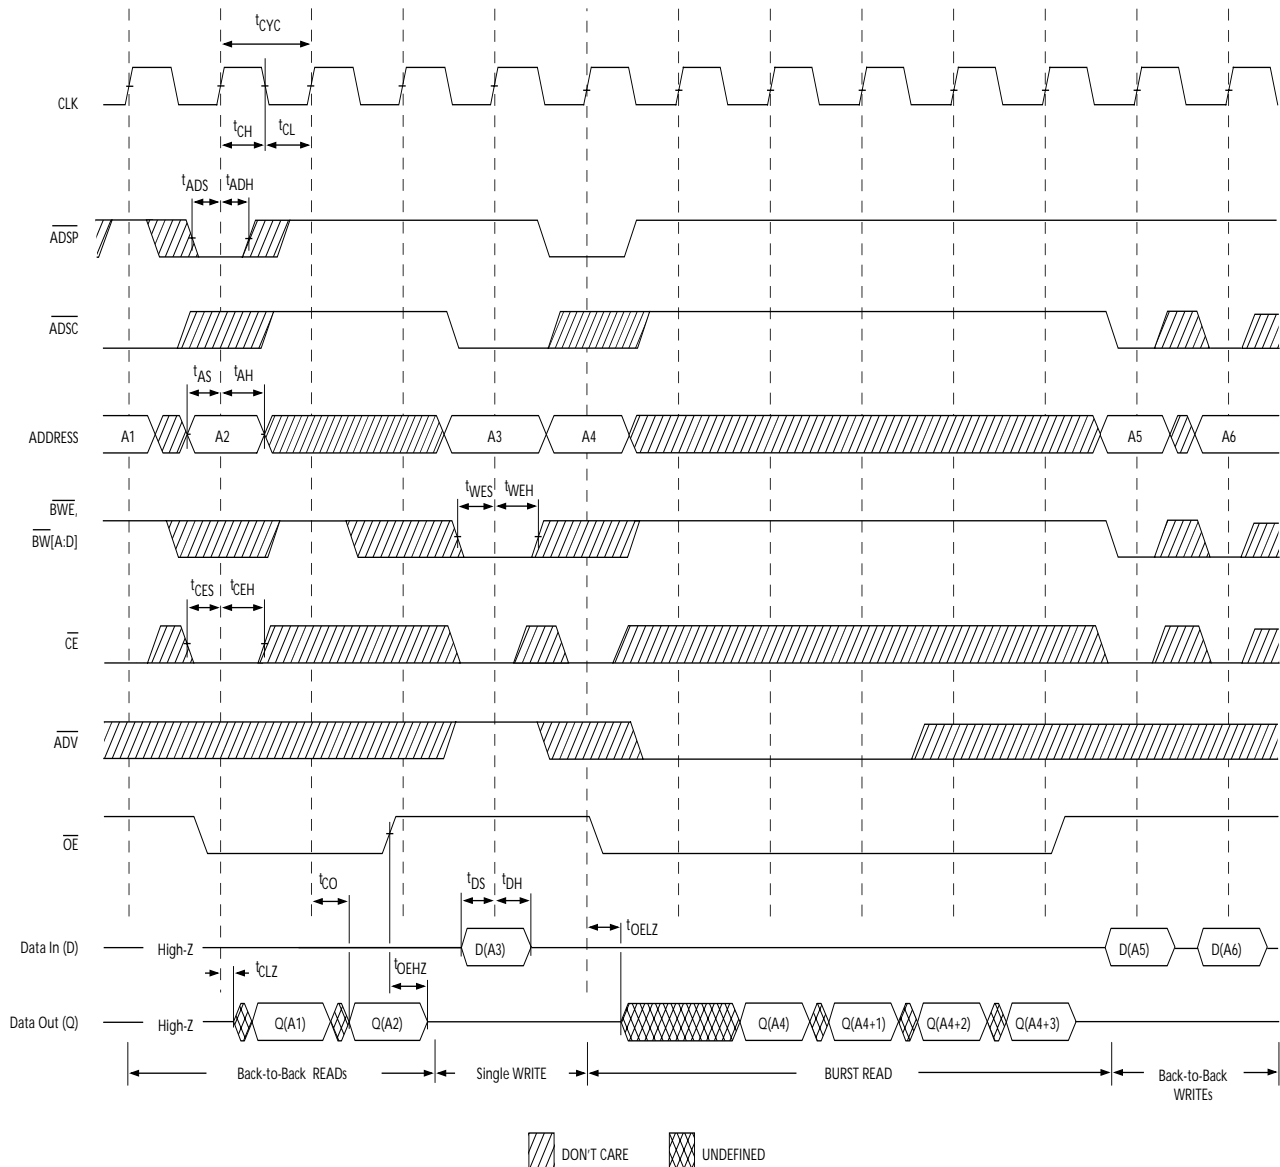 tCYC
CLK
tCH
tCL
tADS
tADH
ADSP
ADSC
tAS
tAH
ADDRESS
A1
A2
A3
A4
A5
A6
tWES
tWEH
BWE,
BW[A:D]
tCES
tCEH
CE
ADV
OE
tCO
tDS
tDH
tOELZ
Data In (D)
High-Z
D(A3)
D(A5)
D(A6)
tCLZ
tOEHZ
Data Out (Q)
High-Z
Q(A1)
Q(A2)
Q(A4)
Q(A4+1)
Q(A4+2)
Q(A4+3)
Back-to-Back READs
Single WRITE
BURST READ
Back-to-Back
WRITEs
DON'T CARE
UNDEFINED